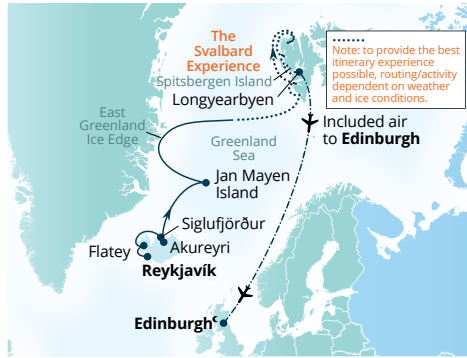 The
Svalbard
Experience
Spitsbergen Island
Longyearbyen
Note: to provide the best
itinerary experience
possible, routing/activity
dependent on weather
and ice conditions.
Included air
to Edinburgh
East
Greenland
Ice Edge
Greenland
Sea
Jan Mayen
Island
Siglufjörður
Flatey
Akureyri
Reykjavík
Edinburgh